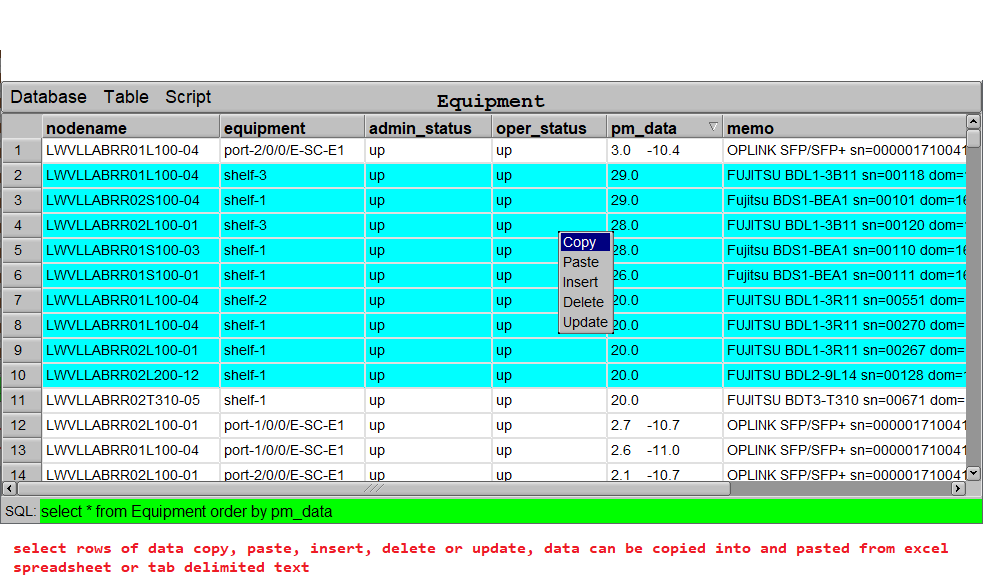 Database Table Script Equipment
nodename equipment admin_status oper_status pm_data memo
1 LWVLLABRR01L100-04 port-2/0/0/E-SC-E1 up up 3.0 -10.4 OPLINK SFP/SFP+ sn=000001710041
2 LWVLLABRR01L100-04 shelf-3 up up 29.0 FUJITSU BDL1-3B11 sn=00118 dom=
3 LWVLLABRR02S100-04 shelf-1 up up 29.0 Fujitsu BDS1-BEA1 sn=00101 dom=16
4 LWVLLABRR02L100-01 shelf-3 up up 28.0 FUJITSU BDL1-3B11 sn=00120 dom=
5 LWVLLABRR01S100-03 shelf-1 up up 28.0 Fujitsu BDS1-BEA1 sn=00110 dom=16
6 LWVLLABRR01S100-01 shelf-1 up up 26.0 Fujitsu BDS1-BEA1 sn=00111 dom=16
7 LWVLLABRR01L100-04 shelf-2 up up 20.0 FUJITSU BDL1-3R11 sn=00551 dom=
8 LWVLLABRR01L100-04 shelf-1 up up 20.0 FUJITSU BDL1-3R11 sn=00270 dom=
9 LWVLLABRR02L100-01 shelf-1 up up 20.0 FUJITSU BDL1-3R11 sn=00267 dom=
10 LWVLLABRR02L200-12 shelf-1 up up 20.0 FUJITSU BDL2-9L14 sn=00128 dom=
11 LWVLLABRR02T310-05 shelf-1 up up 20.0 FUJITSU BDT3-T310 sn=00671 dom=
12 LWVLLABRR02L100-01 port-1/0/0/E-SC-E1 up up 2.7 -10.7 OPLINK SFP/SFP+ sn=000001710041
13 LWVLLABRR01L100-04 port-1/0/0/E-SC-E1 up up 2.6 -11.0 OPLINK SFP/SFP+ sn=000001710041
14 LWVLLABRR02L100-01 port-2/0/0/E-SC-E1 up up 2.1 -10.7 OPLINK SFP/SFP+ sn=000001710041
Copy
Paste
Insert
Delete
Update
SQL: select * from Equipment order by pm_data
select rows of data copy, paste, insert, delete or update, data can be copied into and pasted from excel
spreadsheet or tab delimited text